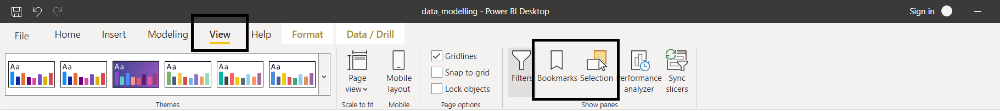 data_modelling - Power BI Desktop
Sign in
File Home Insert Modeling View Help Format Data / Drill
Aa Aa Aa Aa Aa Aa
Themes
Page
view
Scale to fit
Mobile
layout
Mobile
Gridlines
Snap to grid
Lock objects
Page options
Filters
Bookmarks
Selection
Performance
analyzer
Sync
slicers
Show panes